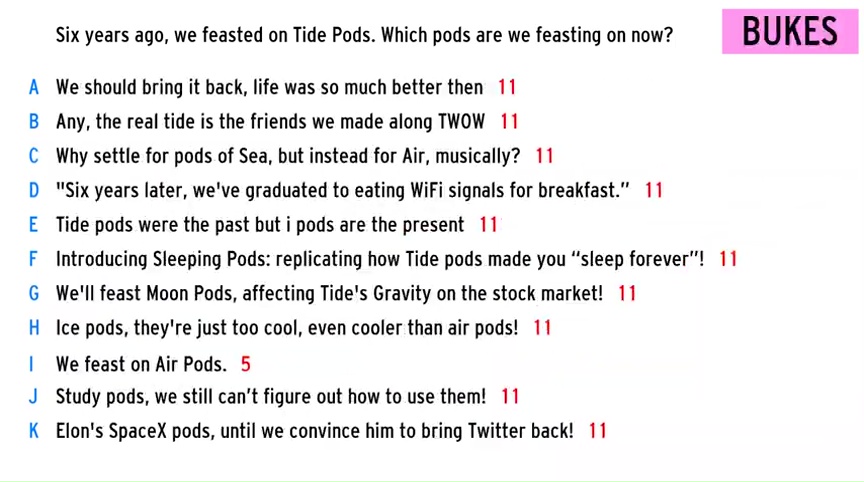 Six years ago, we feasted on Tide Pods. Which pods are we feasting on now?
BUKES
A We should bring it back, life was so much better then 11
B Any, the real tide is the friends we made along TWOW 11
C Why settle for pods of Sea, but instead for Air, musically? 11
D "Six years later, we've graduated to eating WiFi signals for breakfast.” 11
E Tide pods were the past but i pods are the present 11
F Introducing Sleeping Pods: replicating how Tide pods made you “sleep forever”! 11
G We'll feast Moon Pods, affecting Tide's Gravity on the stock market! 11
H Ice pods, they're just too cool, even cooler than air pods! 11
I We feast on Air Pods. 5
J Study pods, we still can’t figure out how to use them! 11
K Elon's SpaceX pods, until we convince him to bring Twitter back! 11